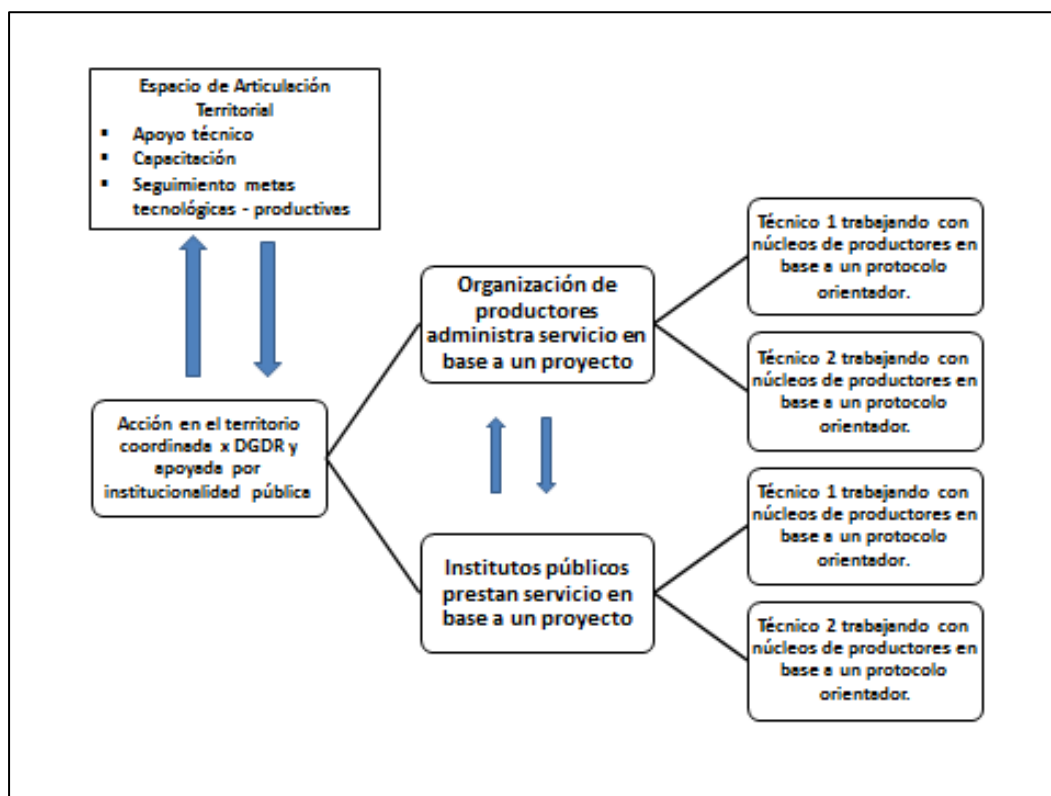 Espacio de Articulación
Territorial
▪ Apoyo técnico
▪ Capacitación
▪ Seguimiento metas
tecnológicas - productivas
Acción en el territorio
coordinada x DGDR y
apoyada por
institucionalidad pública
Organización de
productores
administra servicio en
base a un proyecto
Institutos públicos
prestan servicio en
base a un proyecto
Técnico 1 trabajando con
núcleos de productores en
base a un protocolo
orientador.
Técnico 2 trabajando con
núcleos de productores en
base a un protocolo
orientador.
Técnico 1 trabajando con
núcleos de productores en
base a un protocolo
orientador.
Técnico 2 trabajando con
núcleos de productores en
base a un protocolo
orientador.